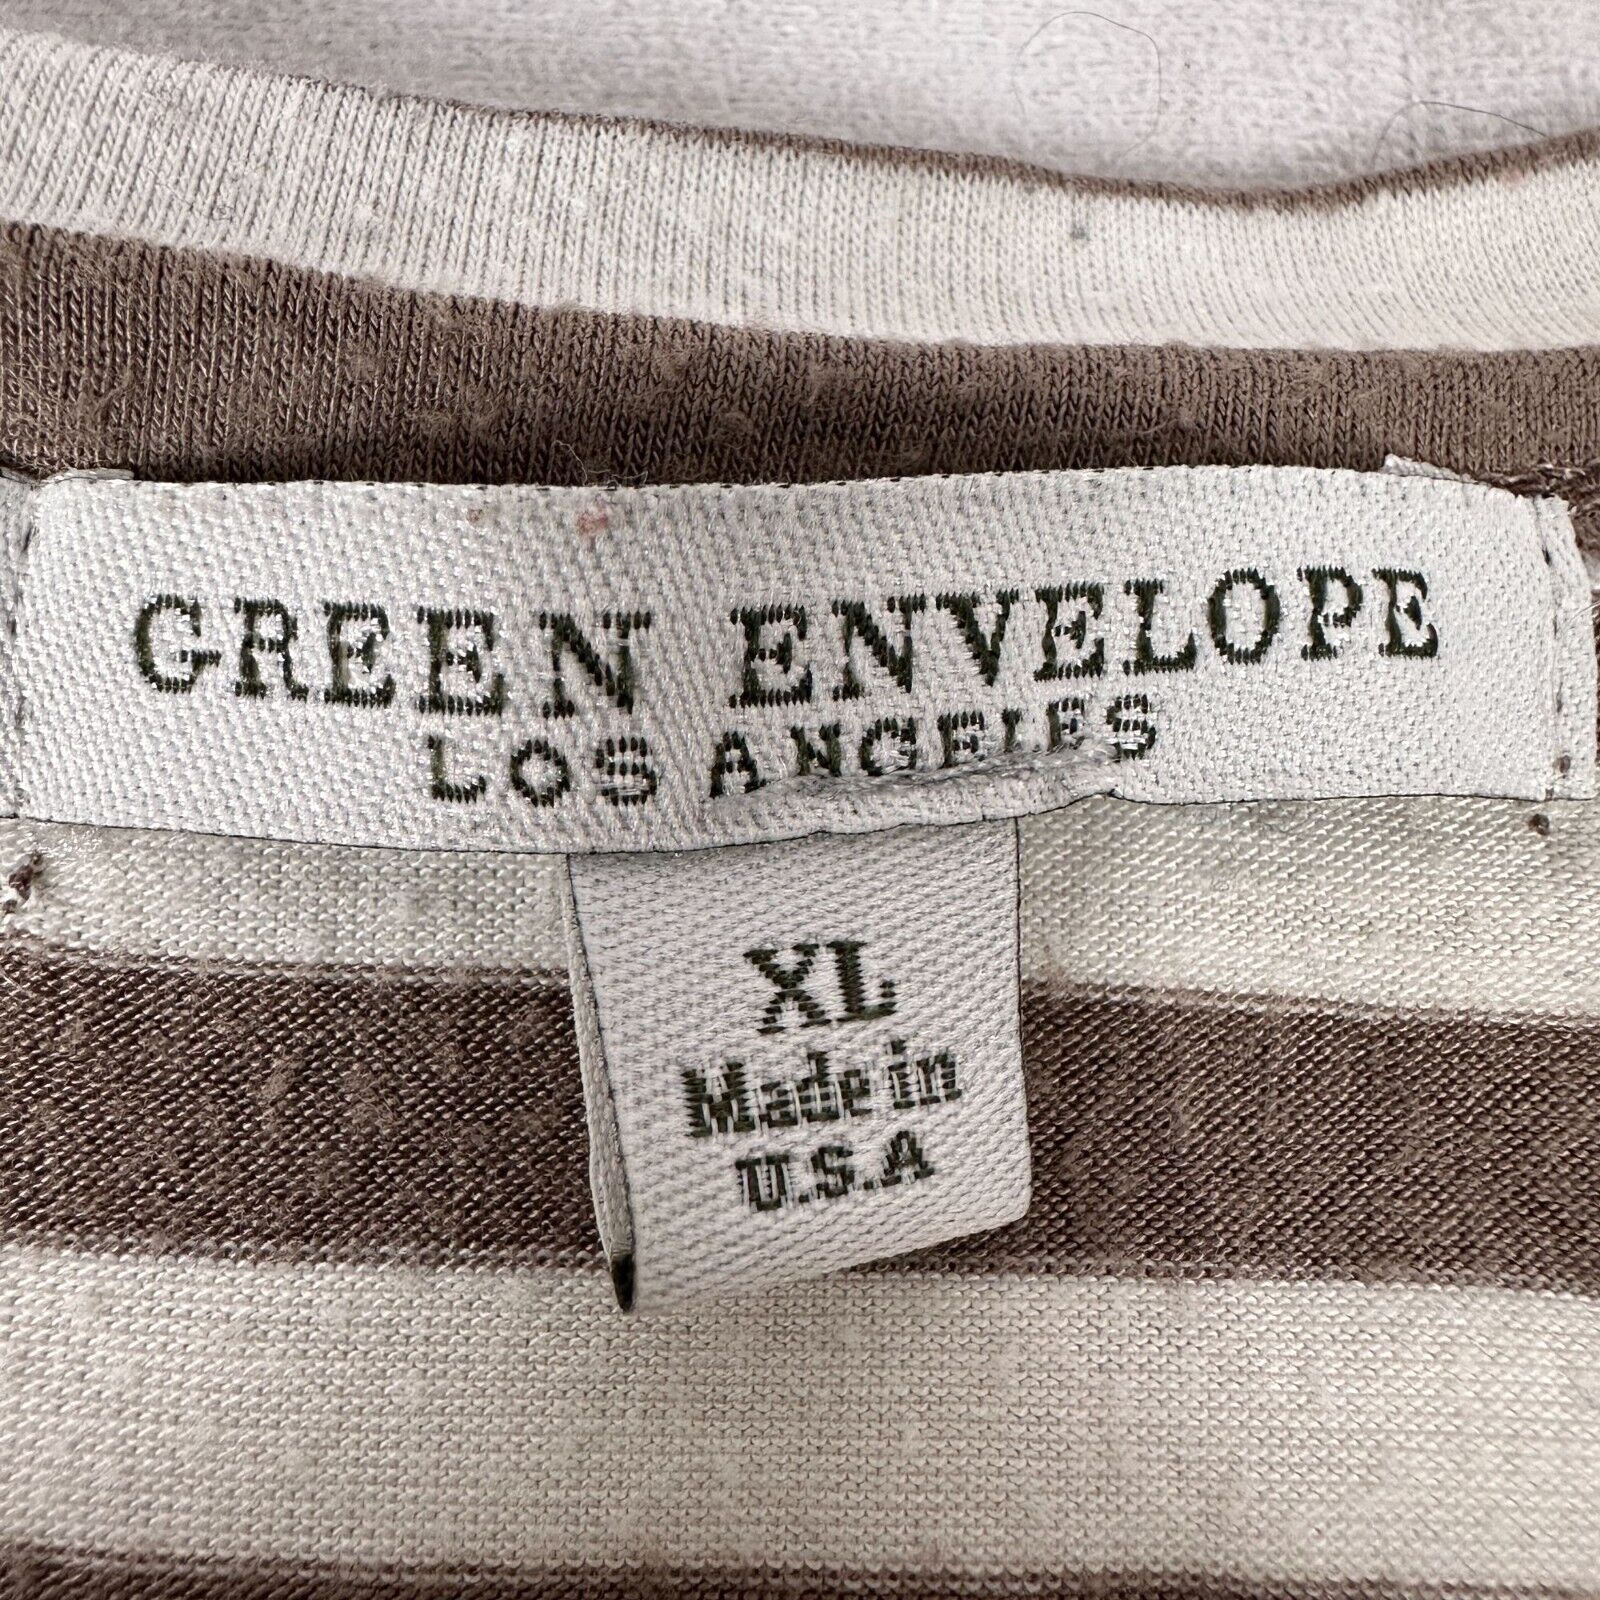 GREEN ENVELOPE
LOS ANGELES
XL
Made in
U.S.A